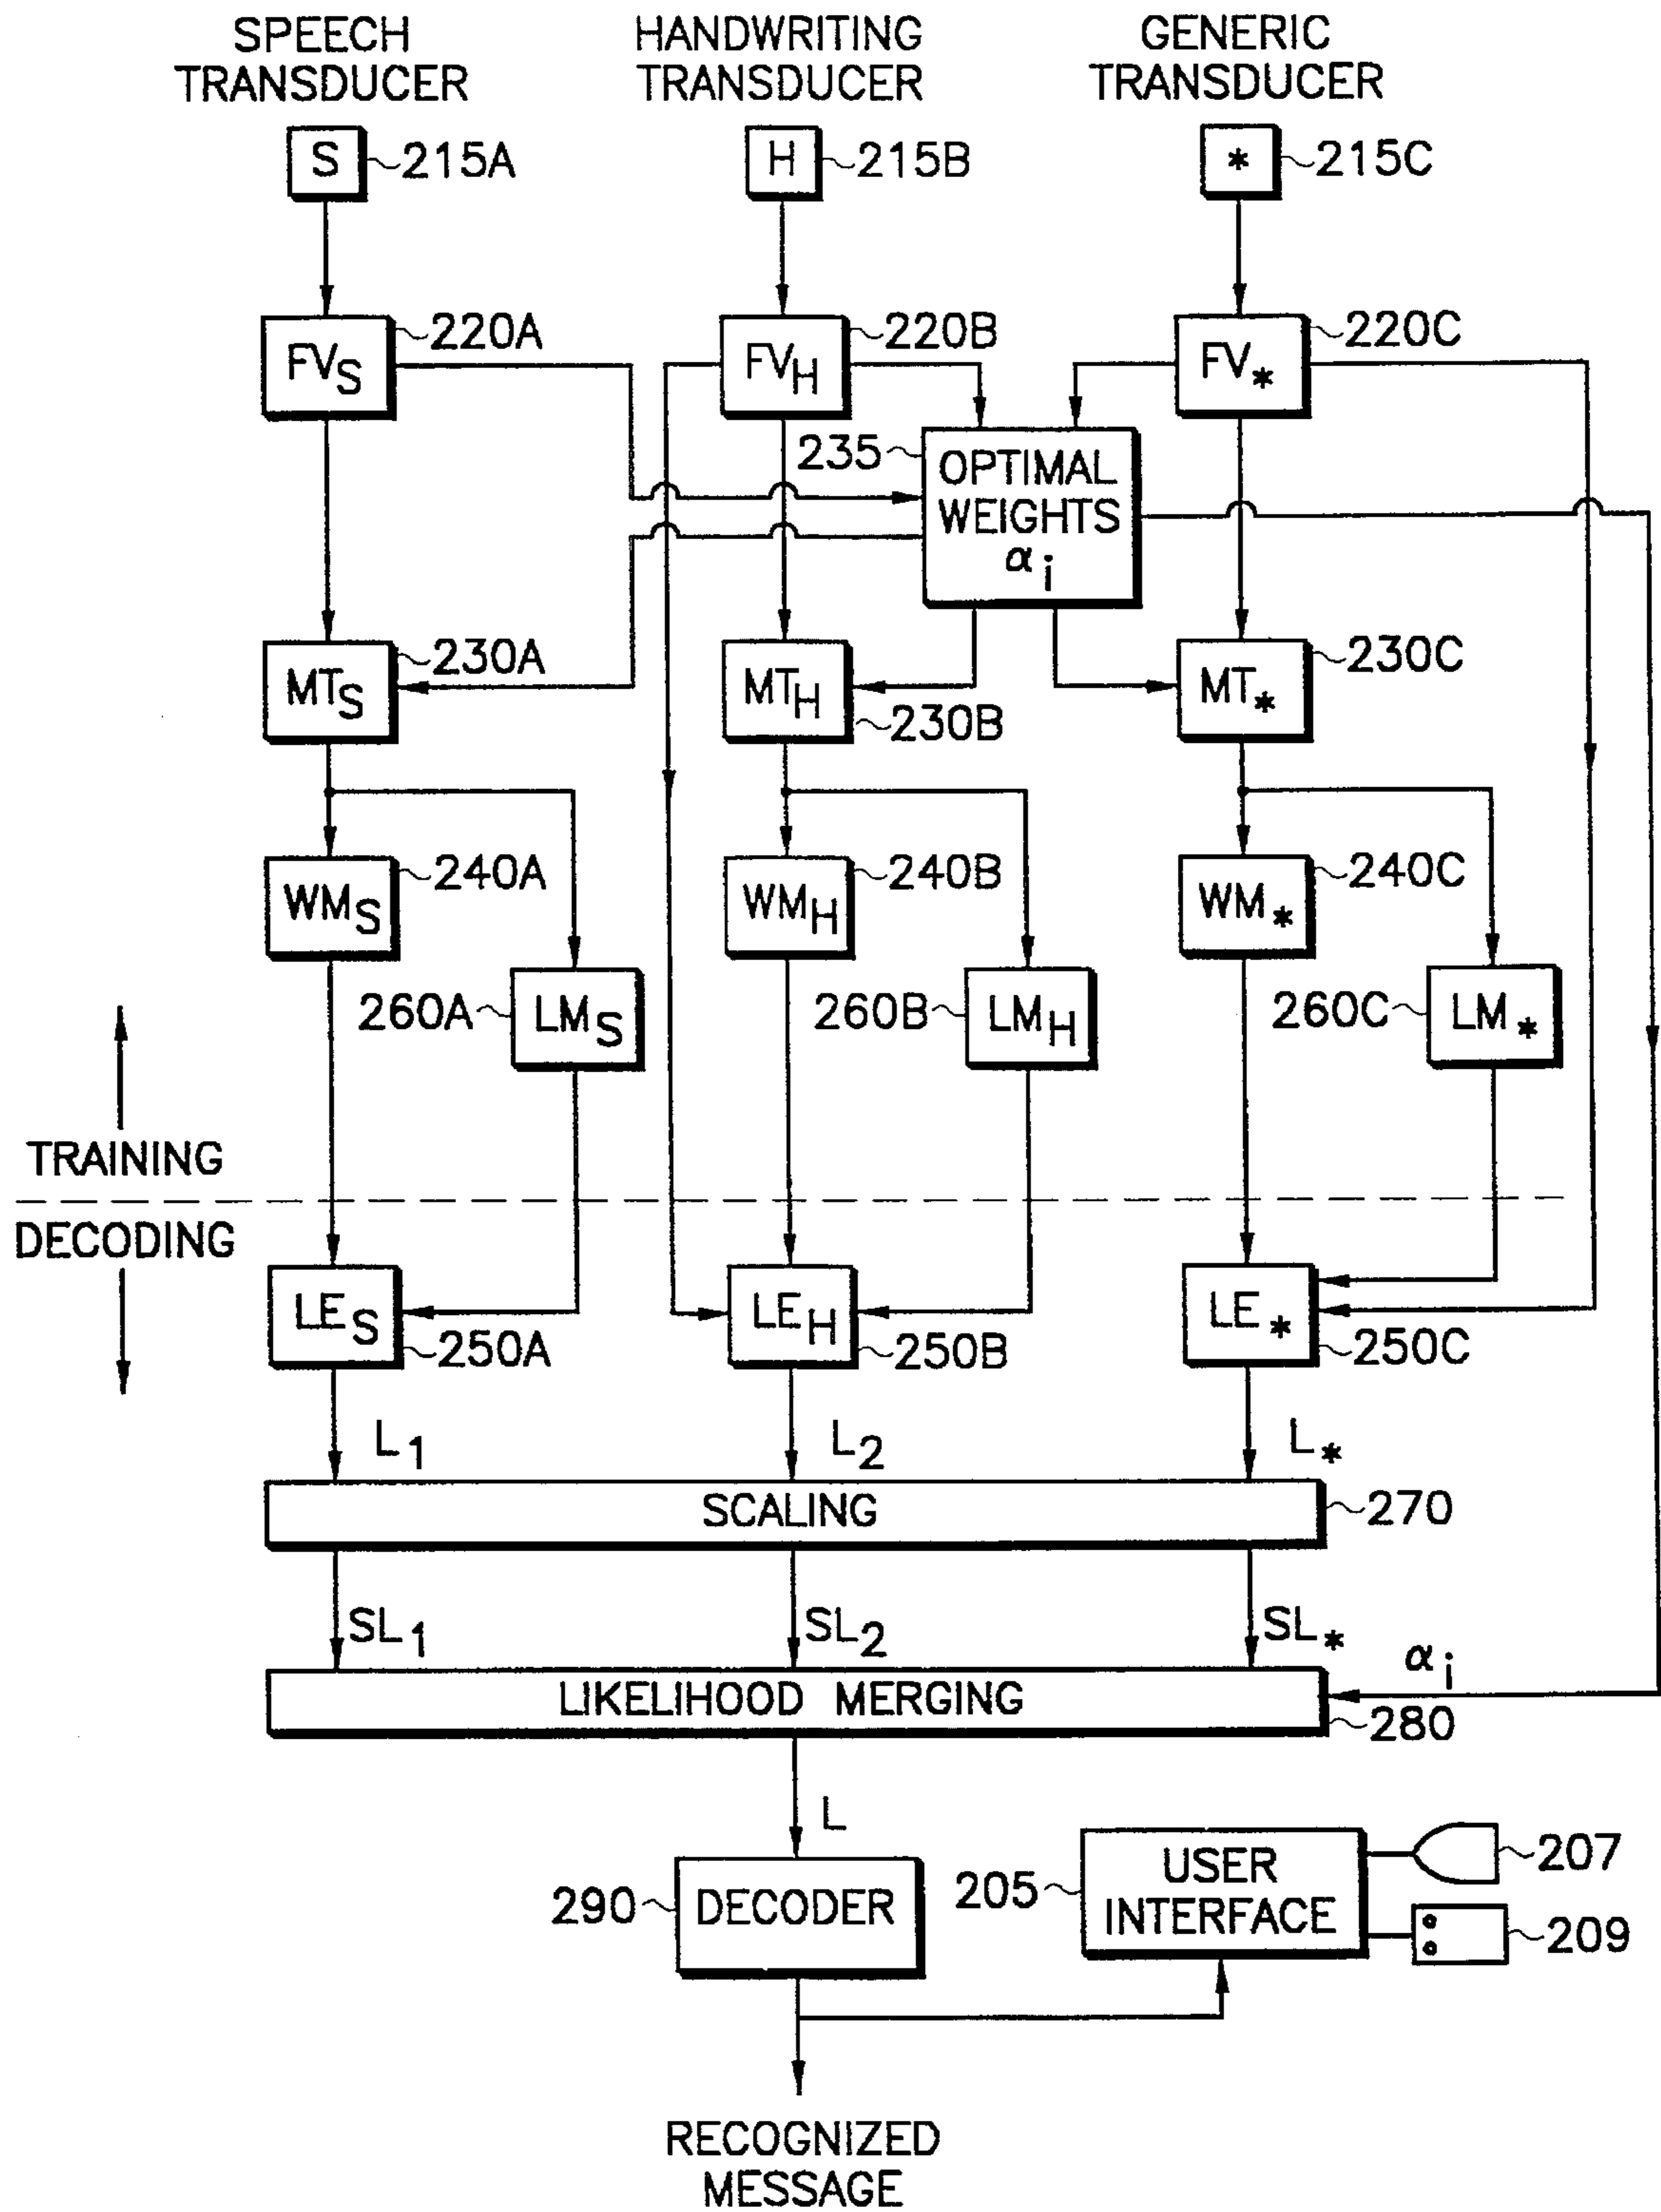 SPEECH
TRANSDUCER
HANDWRITING
TRANSDUCER
GENERIC
TRANSDUCER
S
215A
H
215B
*
215C
FVS
220A
FVH
220B
FV*
220C
235
OPTIMAL
WEIGHTS
αi
MTS
230A
MTH
230B
MT*
230C
WMS
240A
WMH
240B
WM*
240C
260A
LMS
260B
LMH
260C
LM*
TRAINING
DECODING
LES
250A
LEH
250B
LE*
250C
L1
L2
L*
SCALING
270
SL1
SL2
SL*
αi
LIKELIHOOD MERGING
280
L
290
DECODER
205
USER
INTERFACE
207
209
RECOGNIZED
MESSAGE